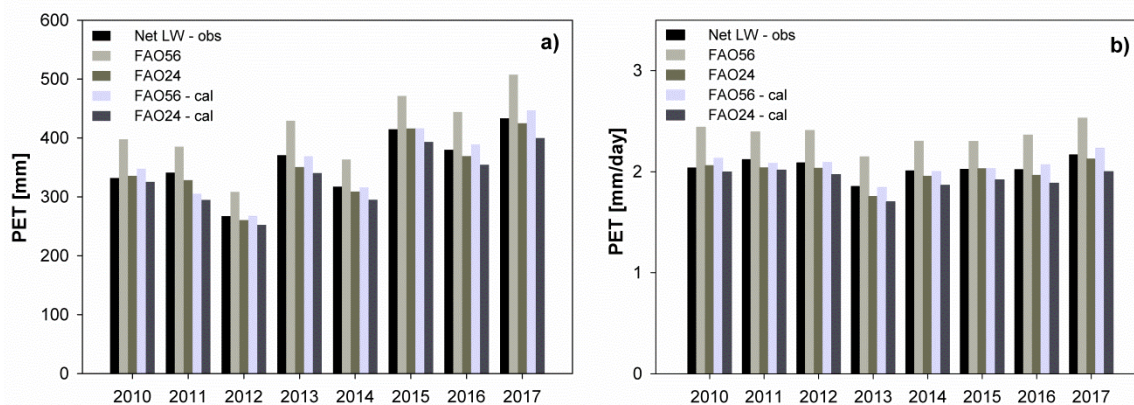 a)
Net LW - obs
FAO56
FAO24
FAO56 - cal
FAO24 - cal
PET [mm]
600
500
400
300
200
100
0
2010 2011 2012 2013 2014 2015 2016 2017
b)
Net LW - obs
FAO56
FAO24
FAO56 - cal
FAO24 - cal
PET [mm/day]
3
2
1
0
2010 2011 2012 2013 2014 2015 2016 2017